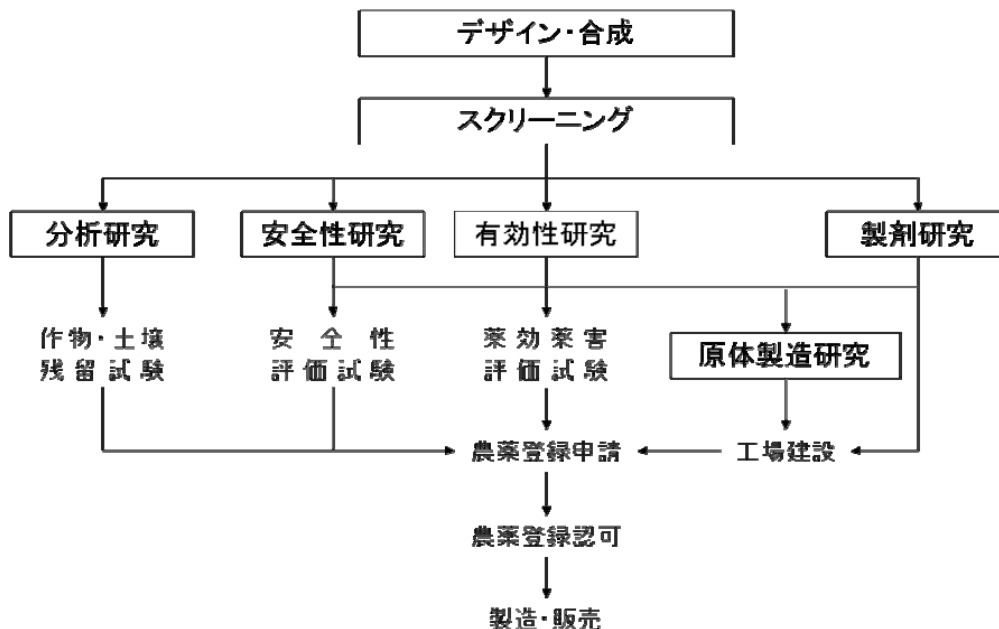 デザイン・合成
スクリーニング
分析研究
安全性研究
有効性研究
製剤研究
作物・土壌
残留試験
安全性
評価試験
薬効薬害
評価試験
原体製造研究
農薬登録申請
工場建設
農薬登録認可
製造・販売